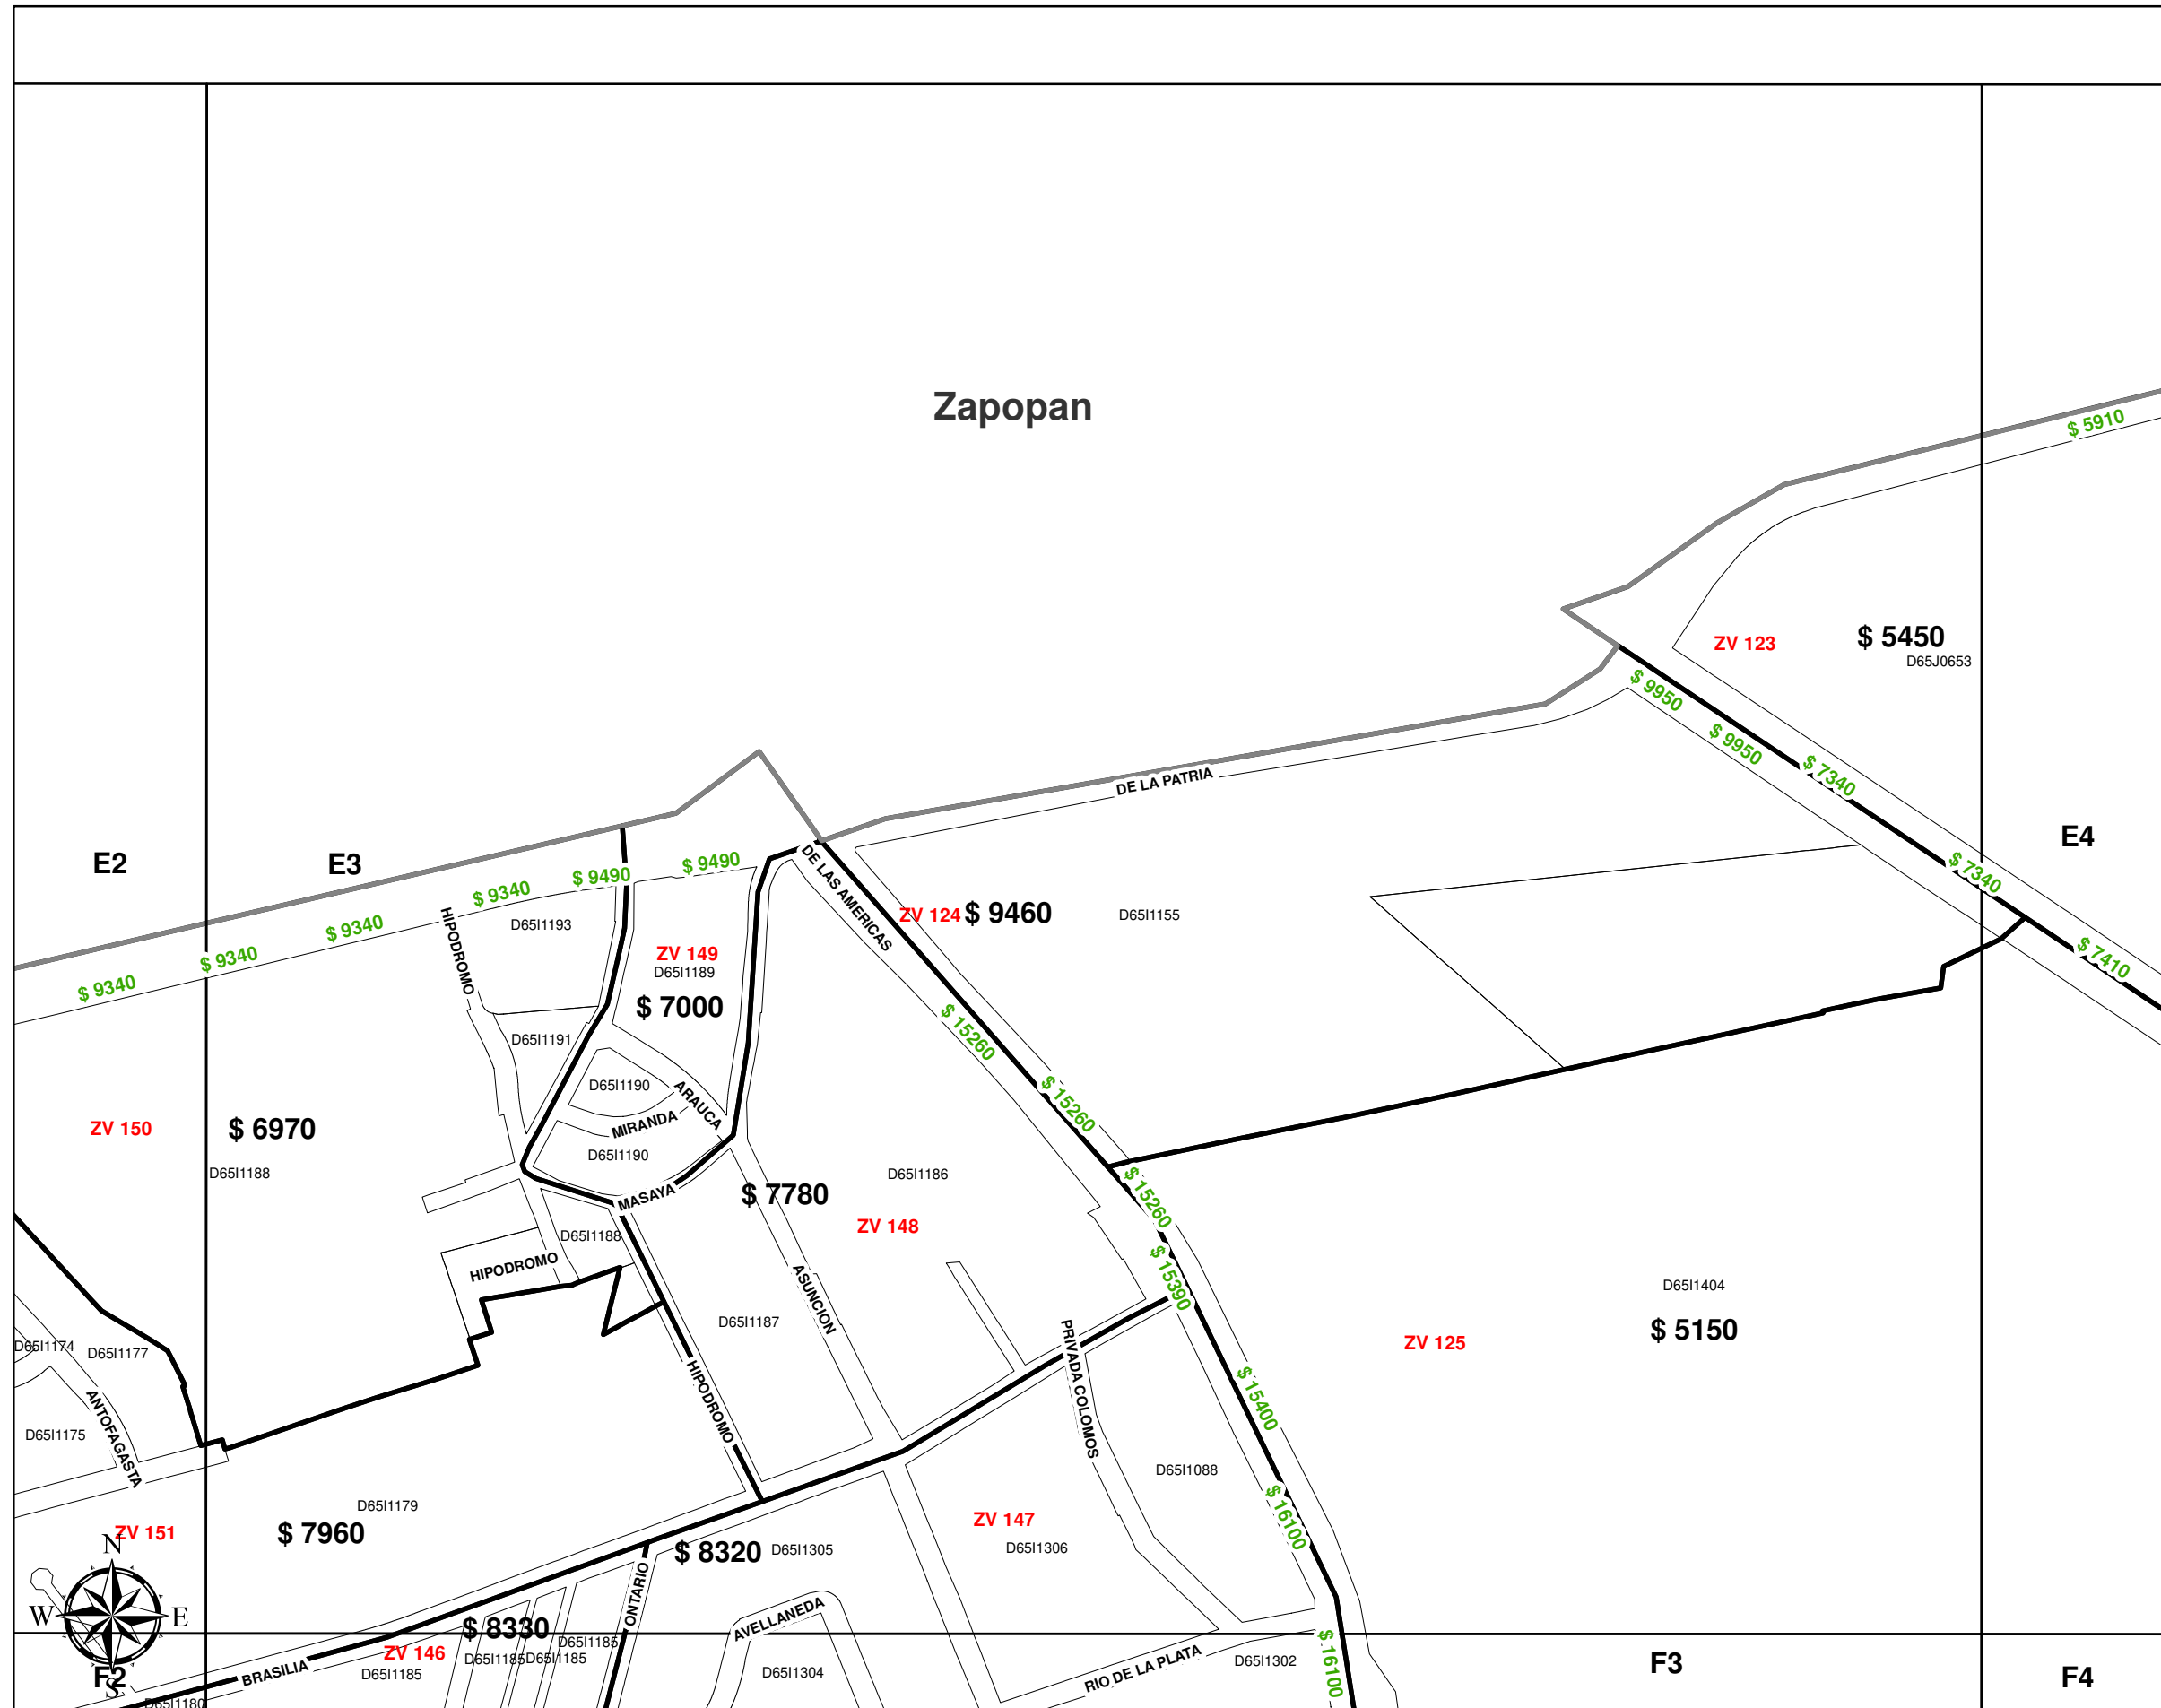 Zapopan
$ 5910
ZV 123
$ 5450
D65J0653
$ 9950
$ 9950
$ 7340
DE LA PATRIA
E2
E3
E4
$ 9490
$ 9490
$ 9340
$ 9340
$ 9340
$ 9340
$ 7340
$ 7410
DE LAS AMERICAS
HIPODROMO
D65I1193
ZV 124
$ 9460
D65I1155
ZV 149
D65I1189
$ 7000
$ 15260
D65I1191
D65I1190
ARAUCA
$ 15260
MIRANDA
ZV 150
$ 6970
D65I1190
D65I1188
D65I1186
MASAYA
$ 7780
$ 15260
ZV 148
D65I1188
HIPODROMO
$ 15390
D65I1404
ASUNCION
D65I1187
$ 5150
ZV 125
D65I1174
D65I1177
PRIVADA COLOMOS
HIPODROMO
$ 15400
ANTOFAGASTA
D65I1175
D65I1088
D65I1179
ZV 151
$ 7960
ZV 147
$ 16100
N
D65I1306
$ 8320
D65I1305
ONTARIO
W
E
AVELLANEDA
$ 8330
D65I1185
ZV 146
D65I1185
D65I1185
D65I1185
BRASILIA
D65I1304
RIO DE LA PLATA
D65I1302
$ 16100
F2
F3
F4
S
D65I1180